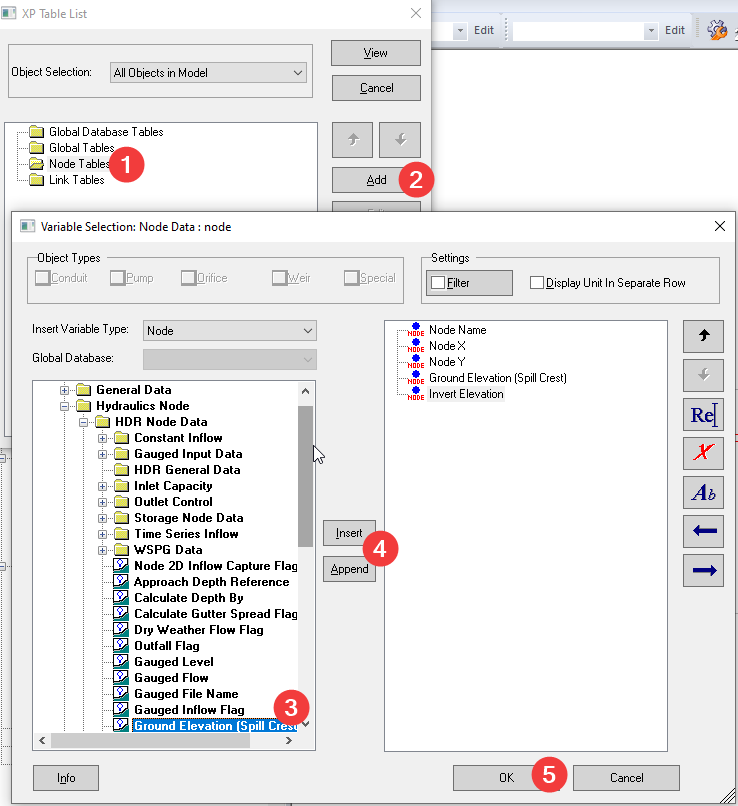 XP Table List
Edit
Edit
Object Selection:
All Objects in Model
View
Cancel
Global Database Tables
Global Tables
Node Tables
1
Link Tables
Add
2
Variable Selection: Node Data : node
Object Types
Conduit
Pump
Orifice
Weir
Special
Settings
Filter
Display Unit In Separate Row
Insert Variable Type:
Node
Global Database:
General Data
Hydraulics Node
HDR Node Data
Constant Inflow
Gauged Input Data
HDR General Data
Inlet Capacity
Outlet Control
Storage Node Data
Time Series Inflow
WSPG Data
Node 2D Inflow Capture Flag
Approach Depth Reference
Calculate Depth By
Calculate Gutter Spread Flag
Dry Weather Flow Flag
Outfall Flag
Gauged Level
Gauged Flow
Gauged File Name
Gauged Inflow Flag
Ground Elevation (Spill Crest
3
Insert
4
Append
NODE Node Name
NODE Node X
NODE Node Y
NODE Ground Elevation (Spill Crest)
NODE Invert Elevation
Re
X
Ab
Info
OK
5
Cancel